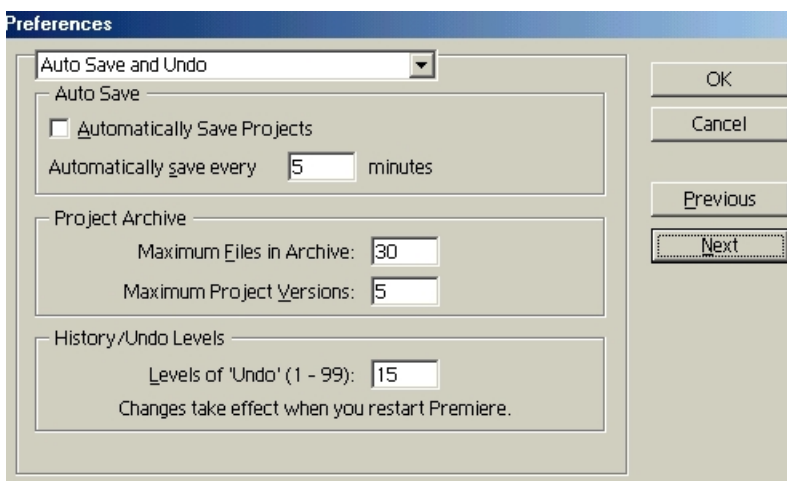 Preferences
Auto Save and Undo
OK
Auto Save
Automatically Save Projects
Cancel
Automatically save every 5 minutes
Previous
Project Archive
Next
Maximum Files in Archive: 30
Maximum Project Versions: 5
History/Undo Levels
Levels of 'Undo' (1 - 99): 15
Changes take effect when you restart Premiere.